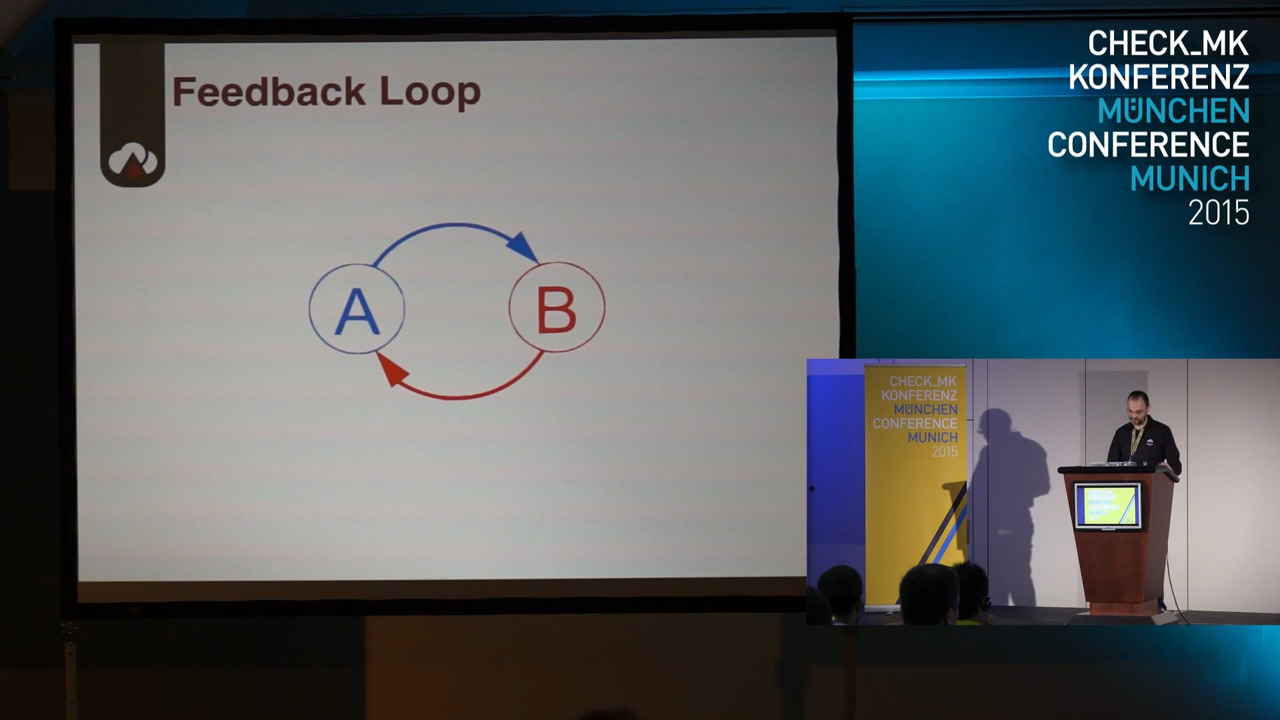 Feedback Loop
A
B
CHECK_MK
KONFERENZ
MÜNCHEN
CONFERENCE
MUNICH
2015
CHECK_MK
KONFERENZ
MÜNCHEN
CONFERENCE
MUNICH
2015